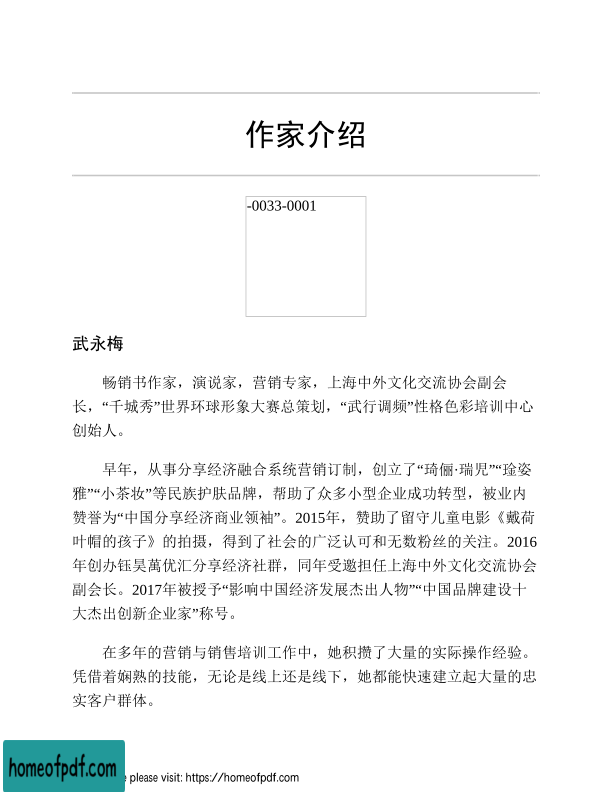 作家介绍
-0033-0001
武永梅
畅销书作家，演说家，营销专家，上海中外文化交流协会副会
长，“千城秀”世界环球形象大赛总策划，“武行调频”性格色彩培训中心
创始人。
早年，从事分享经济融合系统营销订制，创立了“琦俪·瑞児”“琻姿
雅”“小茶妆”等民族护肤品牌，帮助了众多小型企业成功转型，被业内
赞誉为“中国分享经济商业领袖”。2015年，赞助了留守儿童电影《戴荷
叶帽的孩子》的拍摄，得到了社会的广泛认可和无数粉丝的关注。2016
年创办钰昊萬优汇分享经济社群，同年受邀担任上海中外文化交流协会
副会长。2017年被授予“影响中国经济发展杰出人物”“中国品牌建设十
大杰出创新企业家”称号。
在多年的营销与销售培训工作中，她积攒了大量的实际操作经验。
凭借着娴熟的技能，无论是线上还是线下，她都能快速建立起大量的忠
实客户群体。
homeofpdf.com
please visit: https://homeofpdf.com